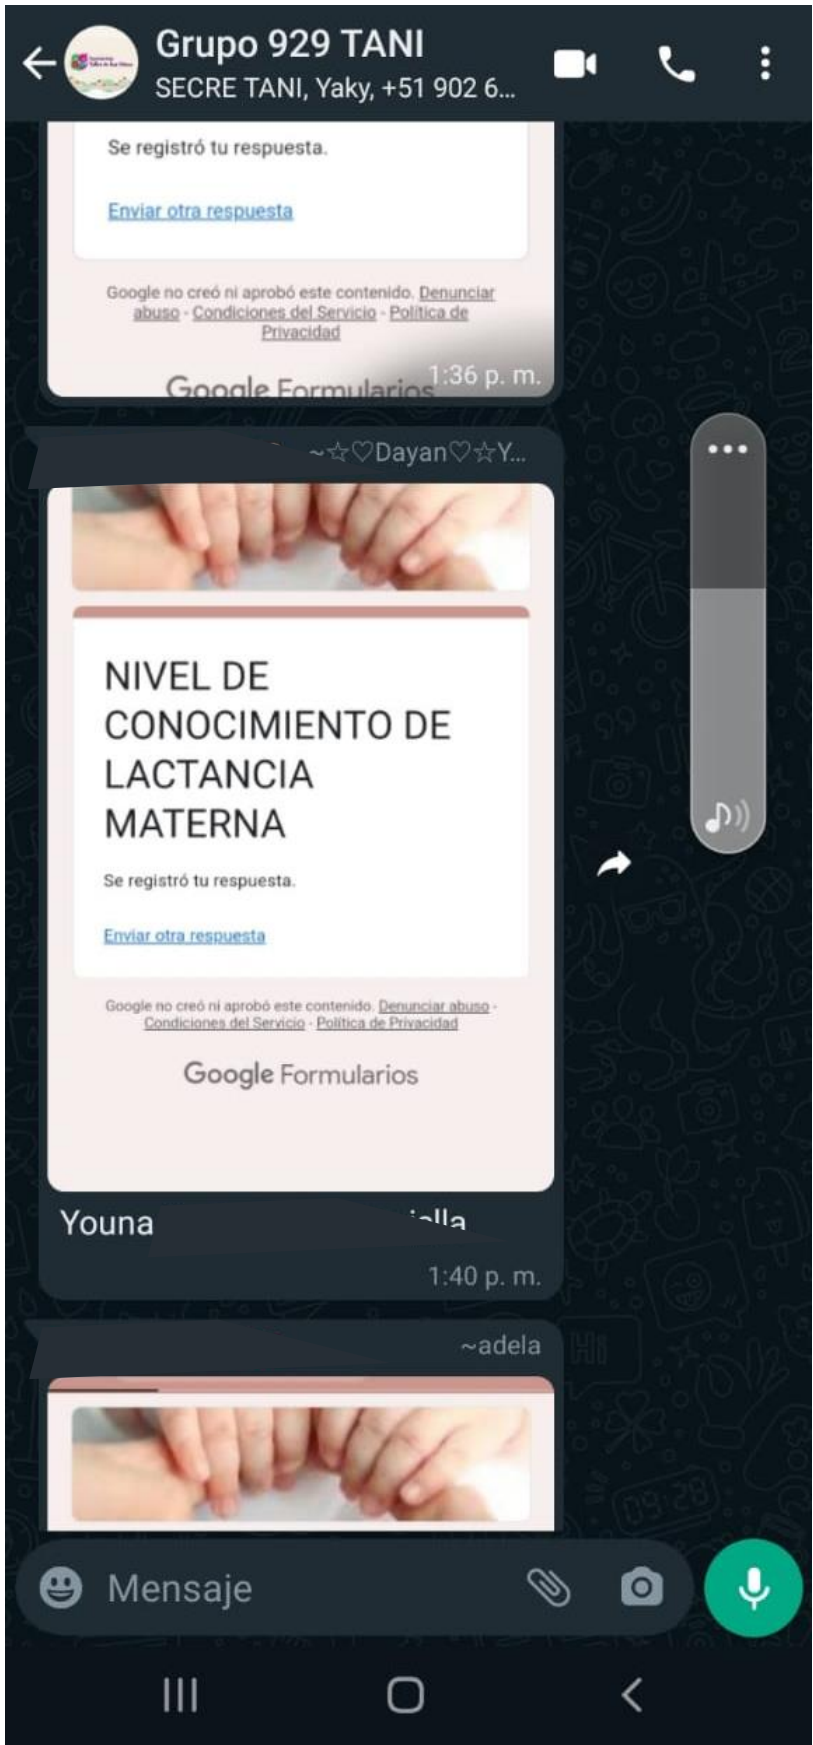 Grupo 929 TANI
SECRE TANI, Yaky, +51 902 6...
Se registró tu respuesta.
Enviar otra respuesta
Google no creó ni aprobó este contenido. Denunciar
abuso - Condiciones del Servicio - Política de
Privacidad
1:36 p. m.
Google Formularios
~☆♡Dayan♡☆Y...
NIVEL DE
CONOCIMIENTO DE
LACTANCIA
MATERNA
Se registró tu respuesta.
Enviar otra respuesta
Google no creó ni aprobó este contenido. Denunciar abuso -
Condiciones del Servicio - Política de Privacidad
Google Formularios
Youna
1:40 p. m.
~adela
Mensaje